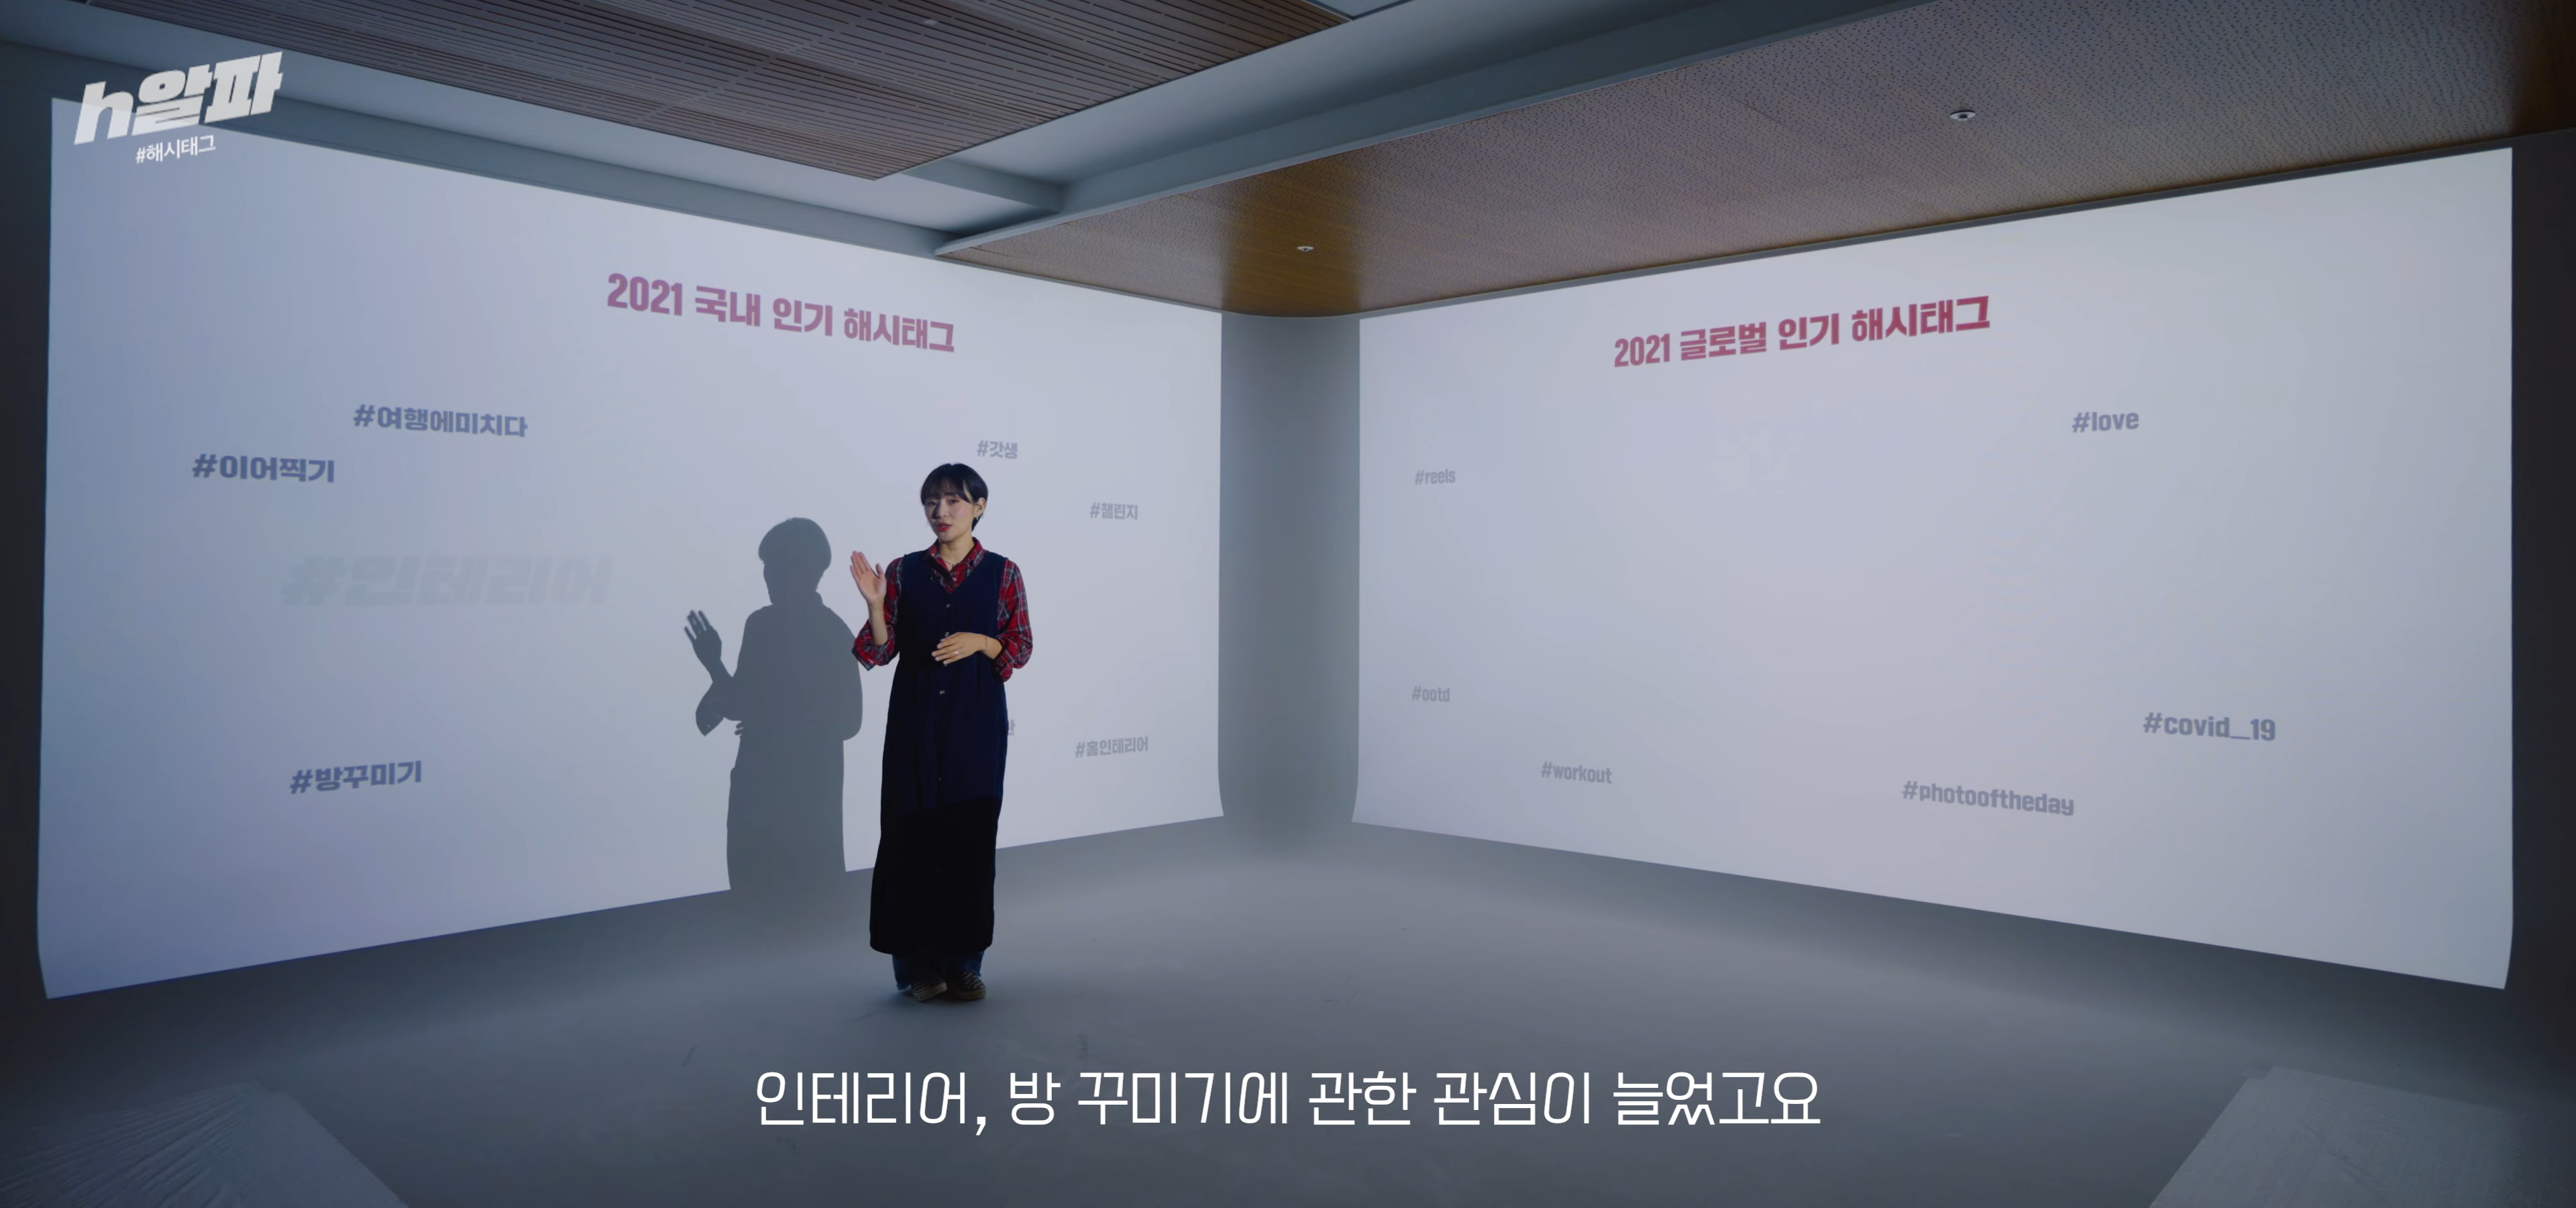 h알파
#해시태그
2021 국내 인기 해시태그
#여행에미치다
#이어찍기
#갓생
#챌린지
#인테리어
#홈인테리어
#방꾸미기
2021 글로벌 인기 해시태그
#love
#reels
#ootd
#covid_19
#workout
#photooftheday
인테리어, 방 꾸미기에 관한 관심이 늘었고요